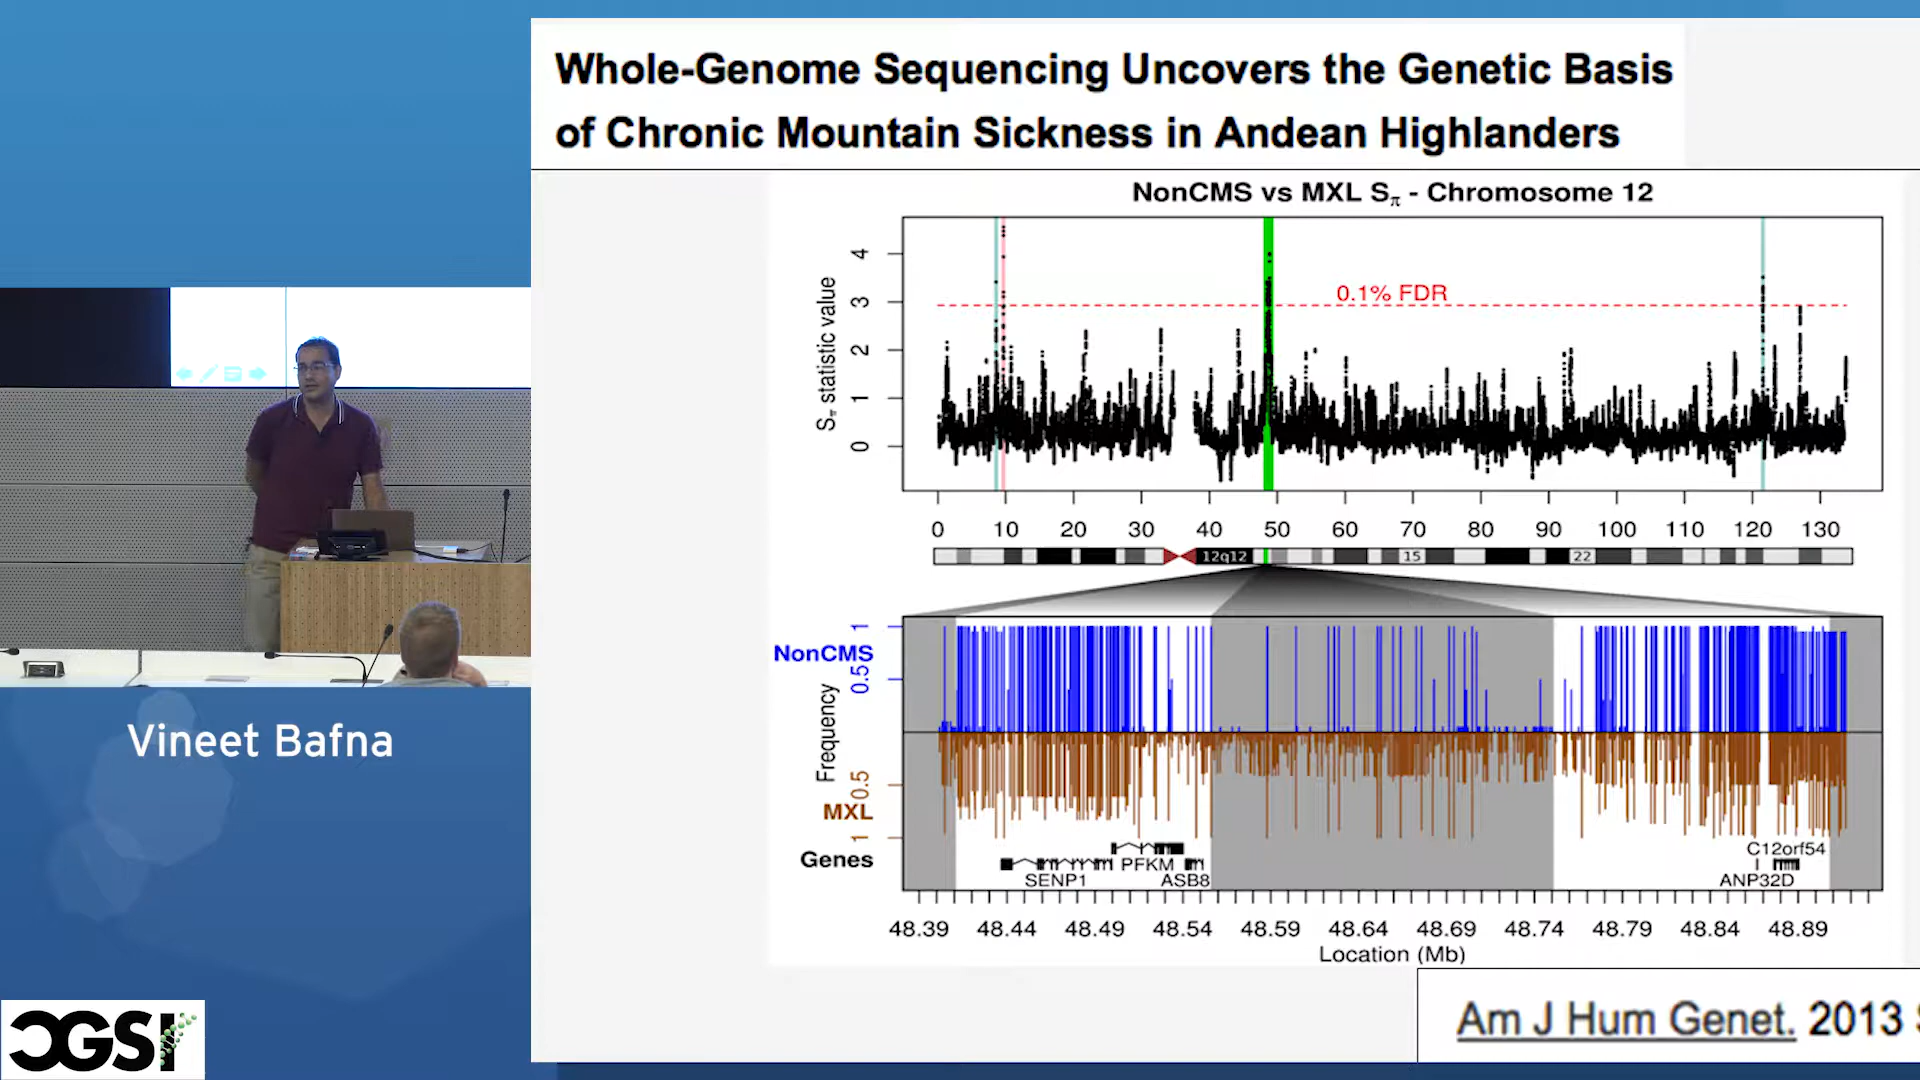 Whole-Genome Sequencing Uncovers the Genetic Basis
of Chronic Mountain Sickness in Andean Highlanders
NonCMS vs MXL Sπ - Chromosome 12
Sπ statistic value
4
3
2
1
0
0.1% FDR
0 10 20 30 40 50 60 70 80 90 100 110 120 130
12q12 15 22
NonCMS
MXL
Frequency
1
0.5
0.5
1
Genes
SENP1
PFKM
ASB8
C12orf54
ANP32D
48.39 48.44 48.49 48.54 48.59 48.64 48.69 48.74 48.79 48.84 48.89
Location (Mb)
Am J Hum Genet. 2013
Vineet Bafna
CGSI